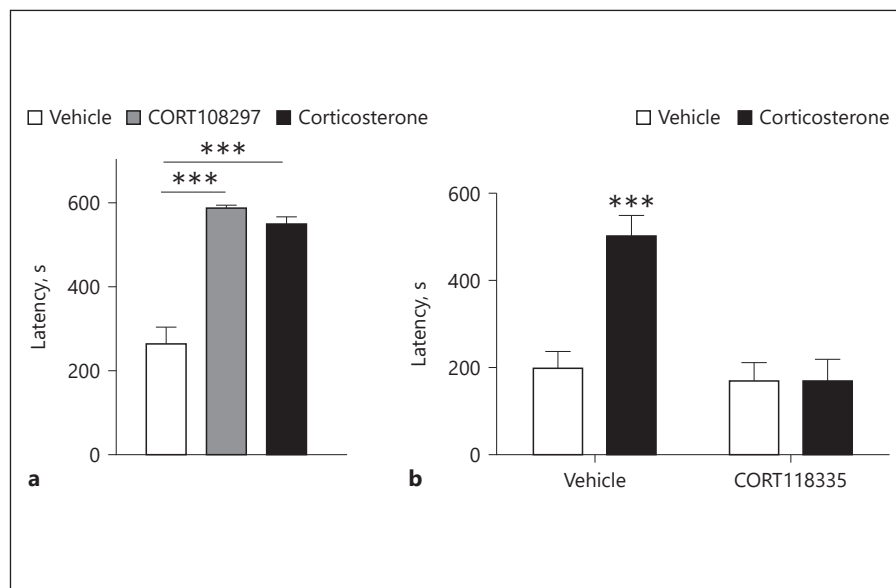 Vehicle CORT108297 Corticosterone
***
***
600
400
200
0
Latency, s
a
Vehicle Corticosterone
***
600
400
200
0
Latency, s
Vehicle CORT118335
b